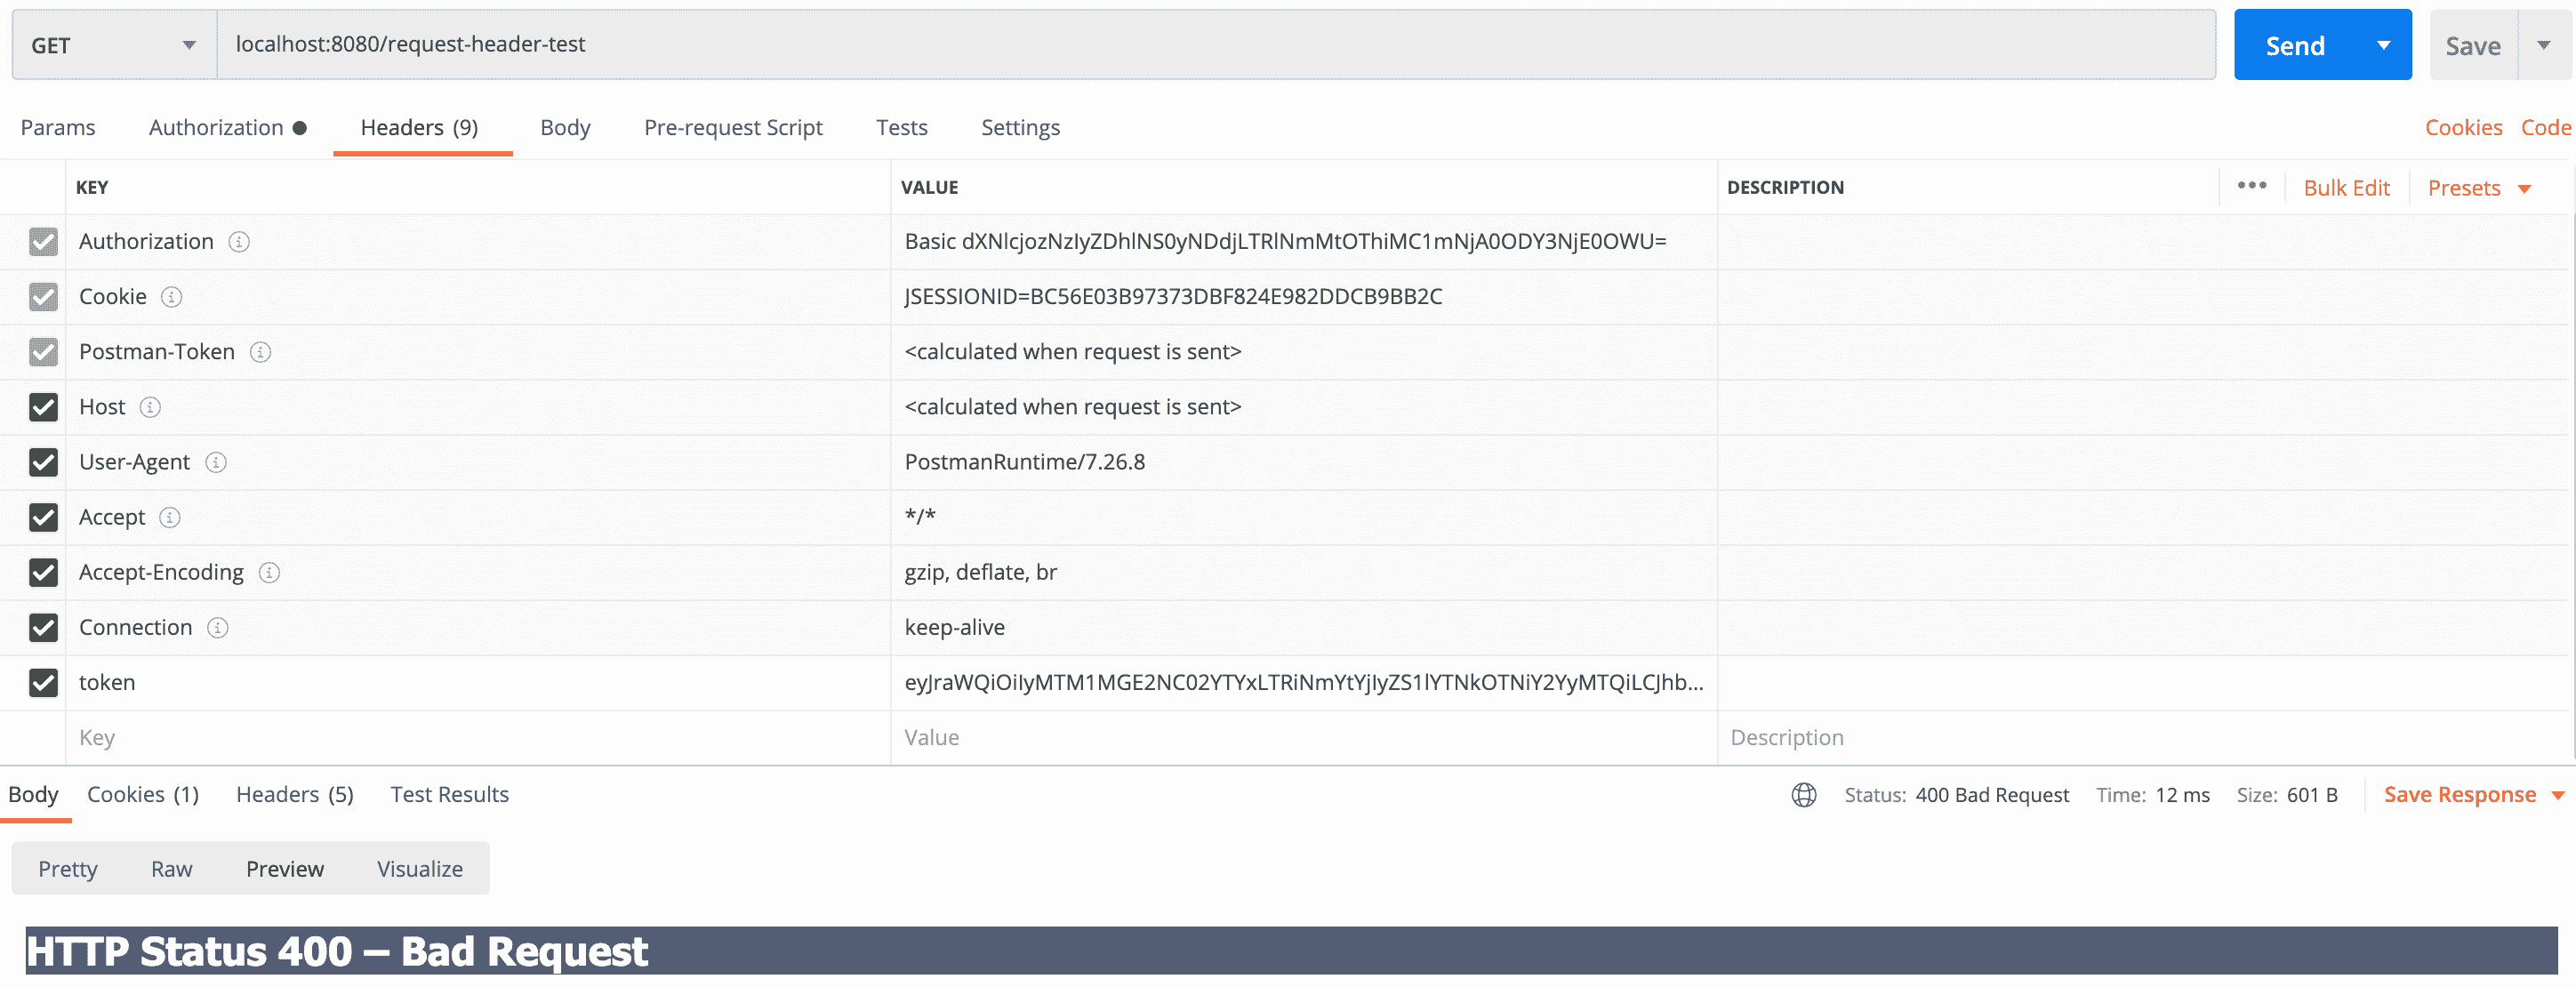 GET localhost:8080/request-header-test Send Save
Params Authorization Headers (9) Body Pre-request Script Tests Settings Cookies Code
KEY VALUE DESCRIPTION ••• Bulk Edit Presets
Authorization Basic dXNlcjozNzIyZDhlNS0yNDdjLTRlNmMtOThiMC1mNjA0ODY3NjE0OWU=
Cookie JSESSIONID=BC56E03B97373DBF824E982DDCB9BB2C
Postman-Token <calculated when request is sent>
Host <calculated when request is sent>
User-Agent PostmanRuntime/7.26.8
Accept */*
Accept-Encoding gzip, deflate, br
Connection keep-alive
token eyJraWQiOiIyMTM1MGE2NC02YTYxLTRiNmYtYjIyZS1lYTNkOTNiY2YyMTQiLCJhb...
Key Value Description
Body Cookies (1) Headers (5) Test Results Status: 400 Bad Request Time: 12 ms Size: 601 B Save Response
Pretty Raw Preview Visualize
HTTP Status 400 – Bad Request